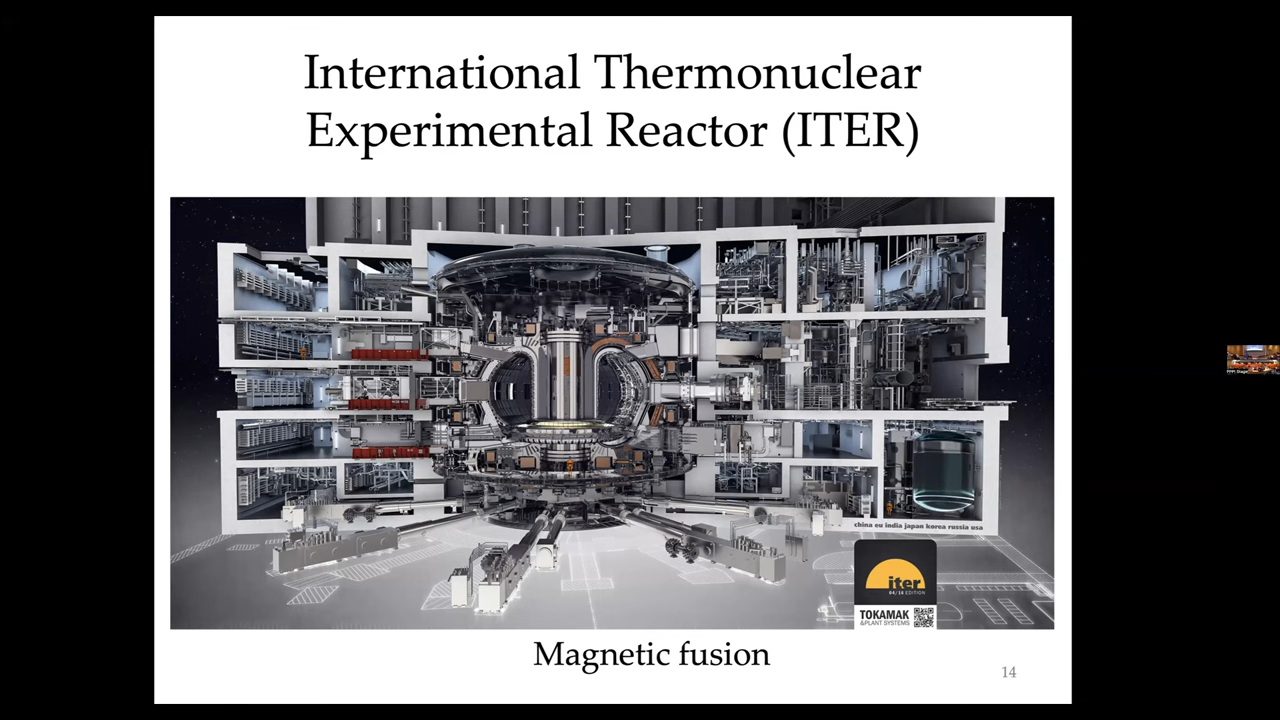 International Thermonuclear
Experimental Reactor (ITER)
china eu india japan korea russia usa
iter
04/16 EDITION
TOKAMAK
&PLANT SYSTEMS
Magnetic fusion
14